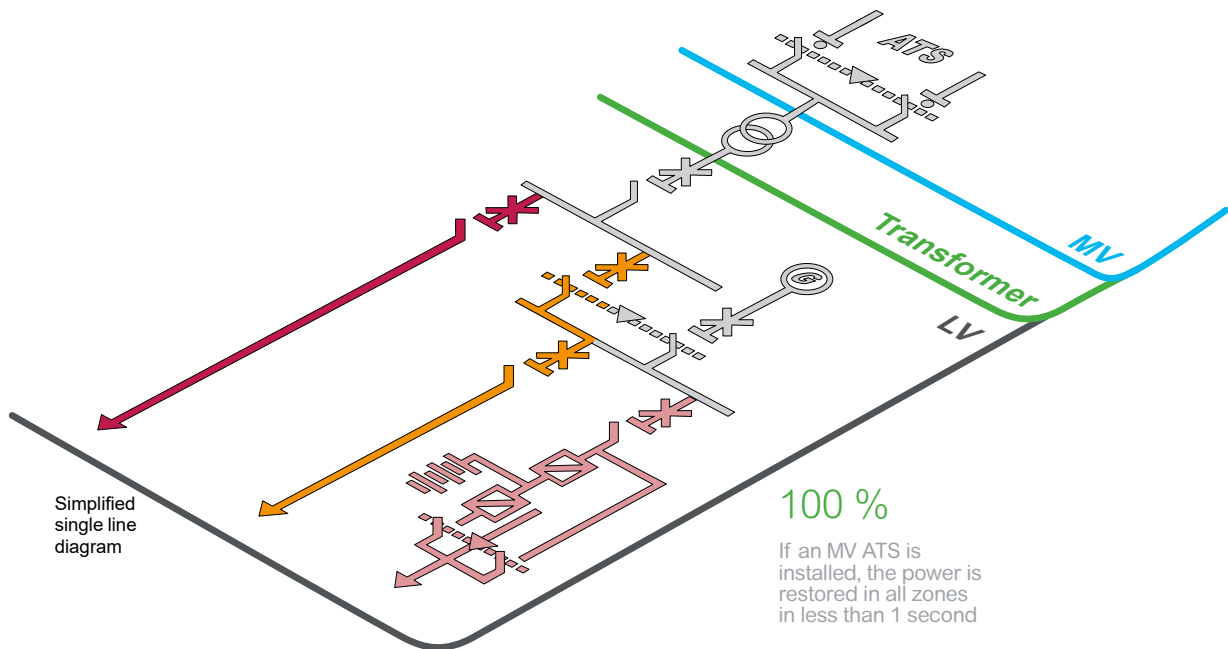 ATS
MV
Transformer
LV
G
Simplified
single line
diagram
100 %
If an MV ATS is
installed, the power is
restored in all zones
in less than 1 second